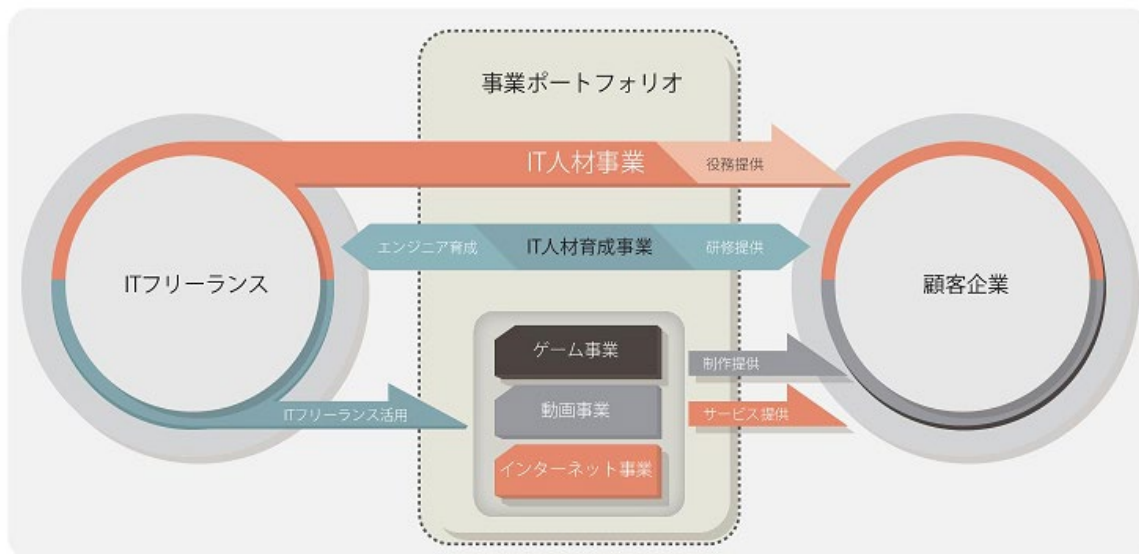 事業ポートフォリオ
IT人材事業
役務提供
エンジニア育成
IT人材育成事業
研修提供
ITフリーランス
顧客企業
ゲーム事業
制作提供
動画事業
ITフリーランス活用
サービス提供
インターネット事業